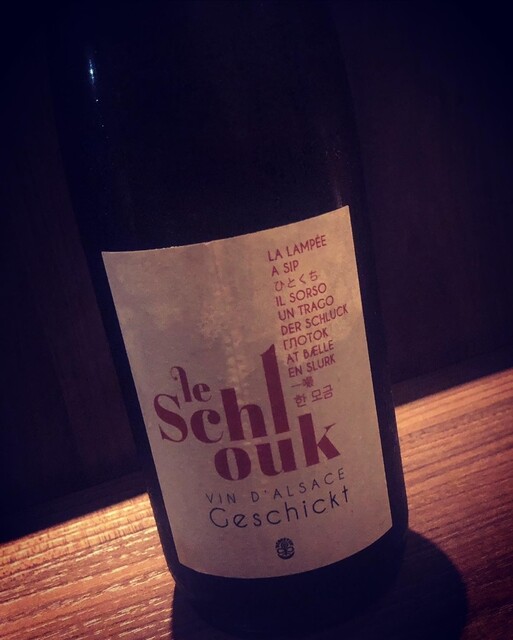 LA LAMPÉE
A SIP
ひとくち
IL SORSO
UN TRAGO
DER SCHLUCK
ГЛОТОК
AT BÆLLE
EN SLURK
一嘴
한 모금
le
Schl
ouk
VIN D'ALSACE
Geschickt